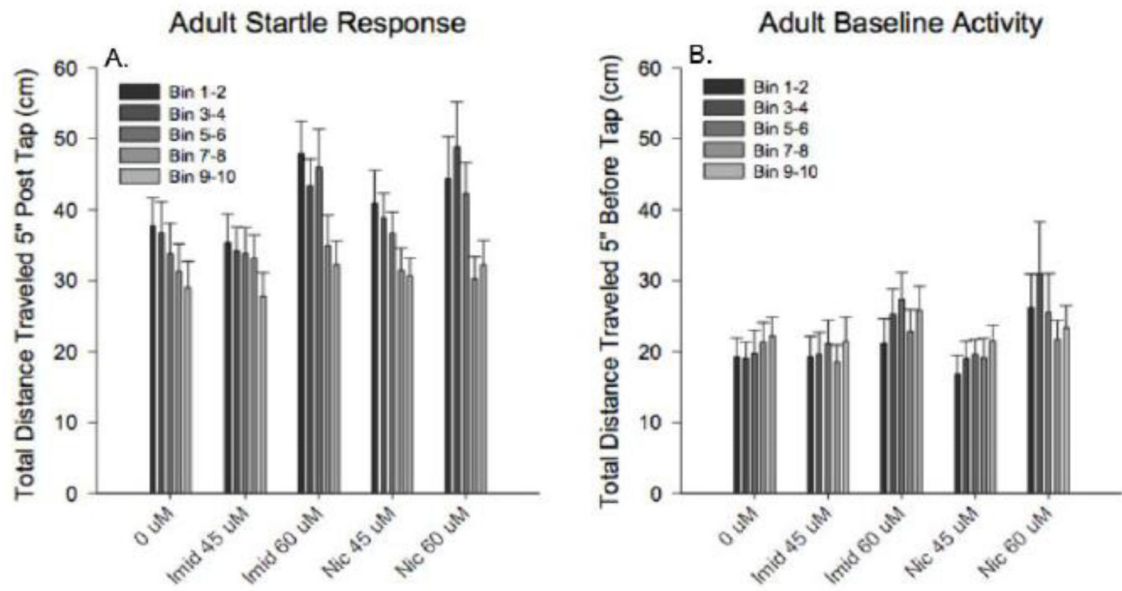 Adult Startle Response
A.
Total Distance Traveled 5" Post Tap (cm)
60
50
40
30
20
10
0
Bin 1-2
Bin 3-4
Bin 5-6
Bin 7-8
Bin 9-10
0 uM
Imid 45 uM
Imid 60 uM
Nic 45 uM
Nic 60 uM
Adult Baseline Activity
B.
Total Distance Traveled 5" Before Tap (cm)
60
50
40
30
20
10
0
Bin 1-2
Bin 3-4
Bin 5-6
Bin 7-8
Bin 9-10
0 uM
Imid 45 uM
Imid 60 uM
Nic 45 uM
Nic 60 uM